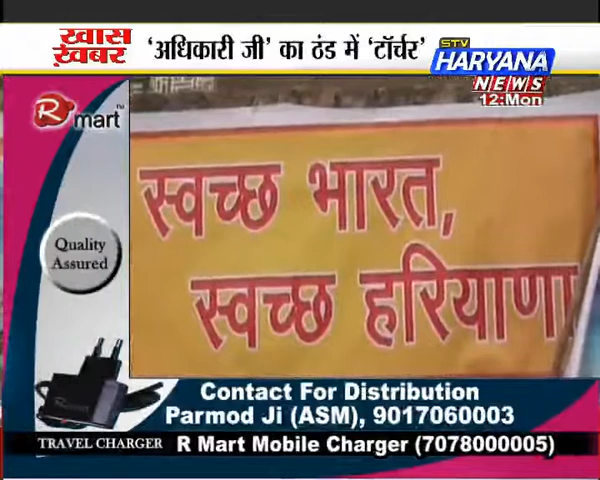 ख़ास
ख़बर
‘अधिकारी जी’ का ठंड में ‘टॉर्चर’
STV
HARYANA
NEWS
12:Mon
R mart™
स्वच्छ भारत,
स्वच्छ हरियाणा
Quality
Assured
Contact For Distribution
Parmod Ji (ASM), 9017060003
TRAVEL CHARGER R Mart Mobile Charger (7078000005)